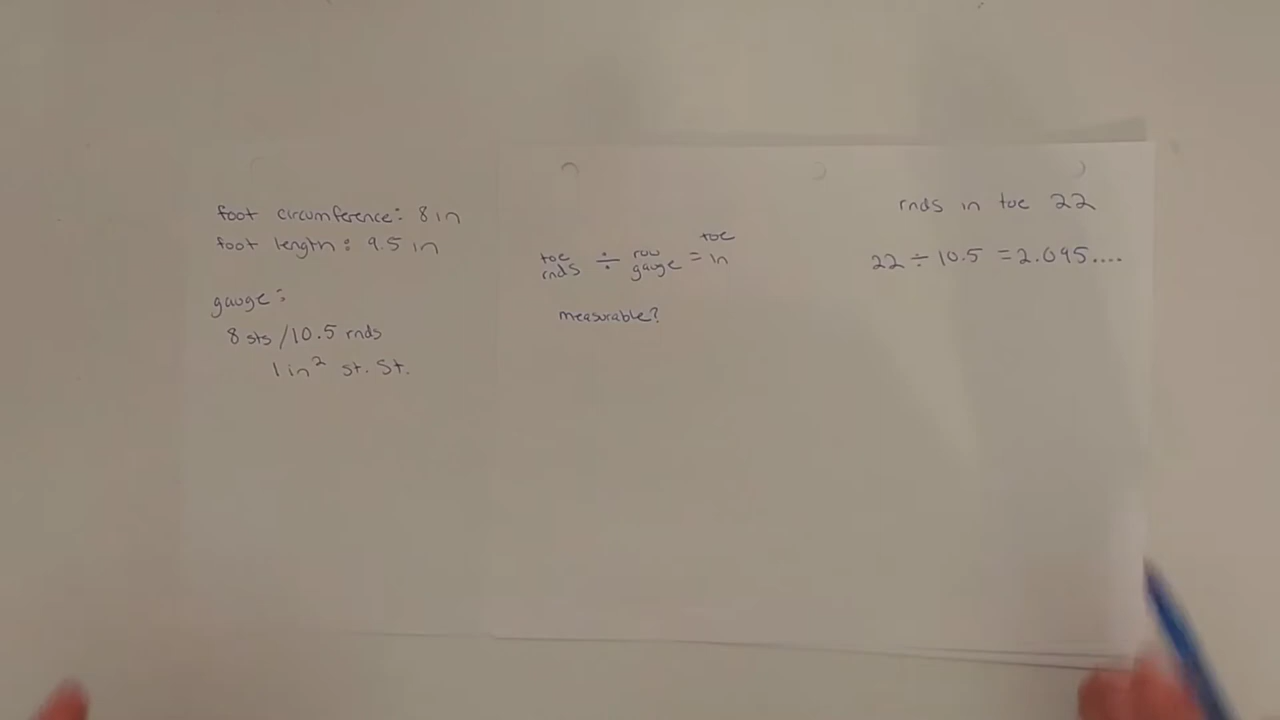 foot circumference: 8 in
foot length: 9.5 in
gauge:
8 sts/10.5 rnds
1 in² st. St.
toe rnds ÷ row gauge = toe in
measurable?
rnds in toe 22
22 ÷ 10.5 = 2.095....